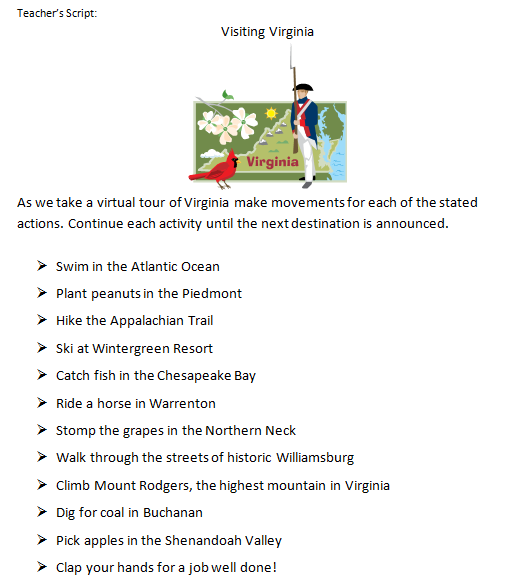 Teacher's Script:
Visiting Virginia
Virginia
As we take a virtual tour of Virginia make movements for each of the stated
actions. Continue each activity until the next destination is announced.
➢ Swim in the Atlantic Ocean
➢ Plant peanuts in the Piedmont
➢ Hike the Appalachian Trail
➢ Ski at Wintergreen Resort
➢ Catch fish in the Chesapeake Bay
➢ Ride a horse in Warrenton
➢ Stomp the grapes in the Northern Neck
➢ Walk through the streets of historic Williamsburg
➢ Climb Mount Rodgers, the highest mountain in Virginia
➢ Dig for coal in Buchanan
➢ Pick apples in the Shenandoah Valley
➢ Clap your hands for a job well done!